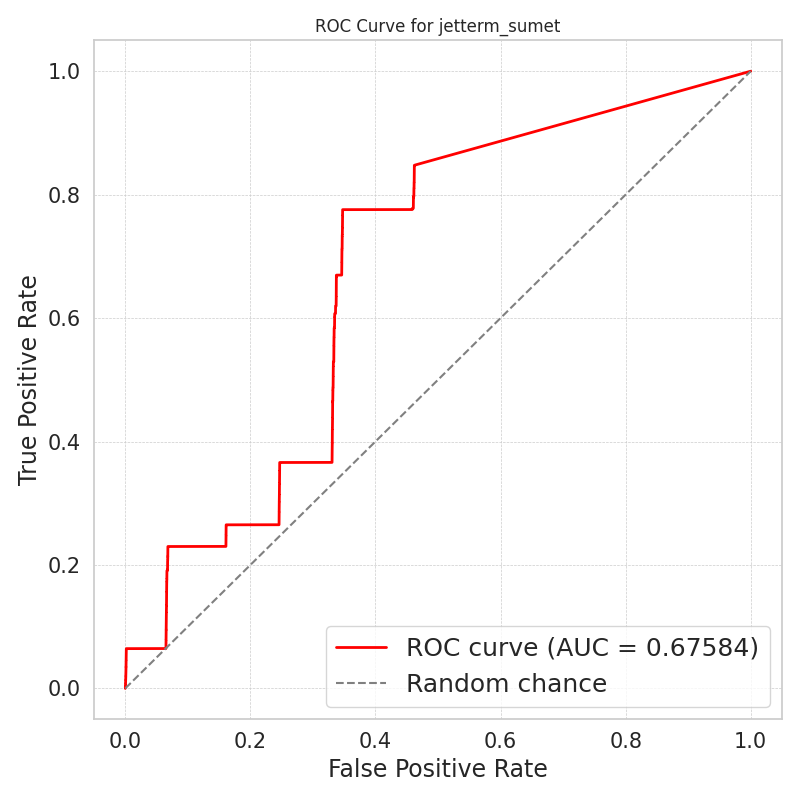 ROC Curve for jetterm_sumet
1.0
0.8
0.6
0.4
0.2
0.0
True Positive Rate
ROC curve (AUC = 0.67584)
Random chance
0.0 0.2 0.4 0.6 0.8 1.0
False Positive Rate